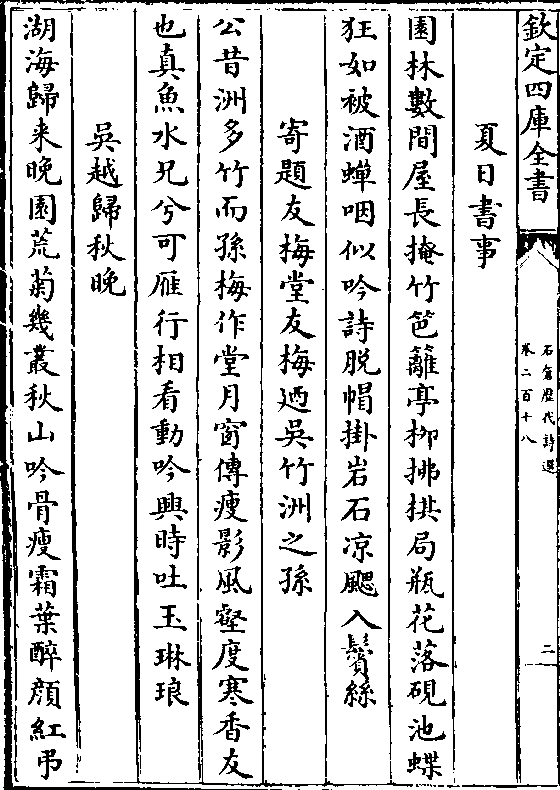 欽定四庫全書
石倉歷代詩選
卷二百十八
二
夏日書事
園林數間屋長掩竹笆籬亭栁拂棋局瓶花落硯池蝶
狂如被酒蟬咽似吟詩脱帽掛岩石凉颸入鬢絲
寄題友梅堂友梅廼吳竹洲之孫
公昔洲多竹而孫梅作堂月窗傳瘦影風壑度寒香友
也真魚水兄兮可雁行相看動吟興時吐玉琳琅
吳越歸秋晚
湖海歸来晚園荒菊幾叢秋山吟骨瘦霜葉醉顔紅弔